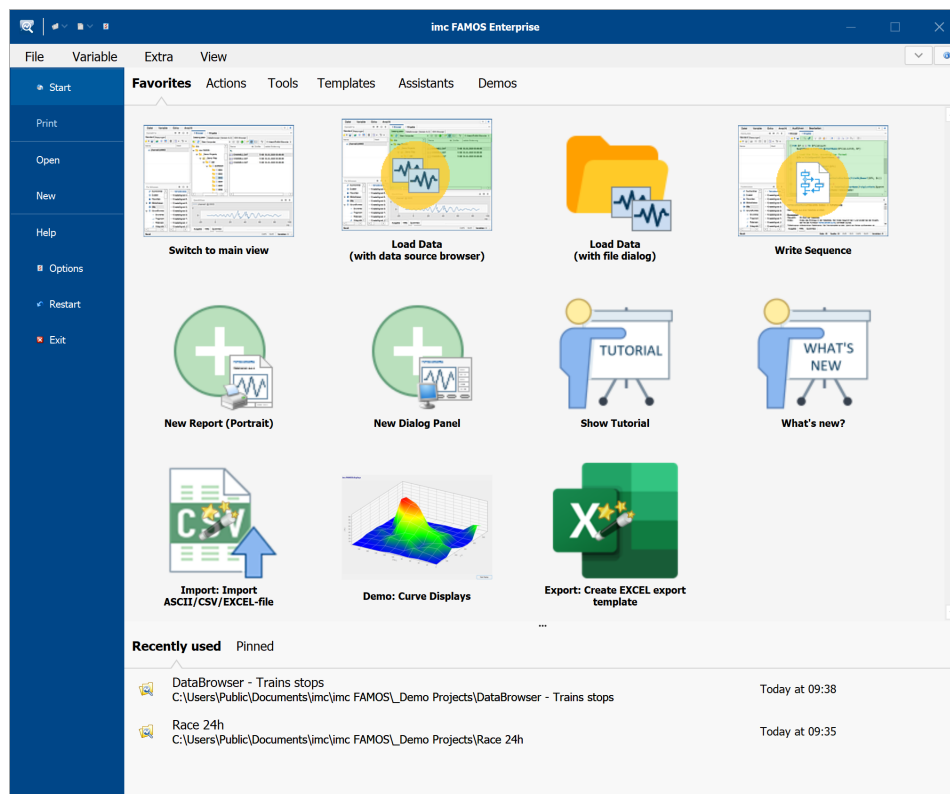 imc FAMOS Enterprise
File Variable Extra View
Start
Print
Open
New
Help
Options
Restart
Exit
Favorites Actions Tools Templates Assistants Demos
Switch to main view
Load Data
(with data source browser)
Load Data
(with file dialog)
Write Sequence
New Report (Portrait)
New Dialog Panel
TUTORIAL
Show Tutorial
WHAT'S
NEW
What's new?
CSV
Import: Import
ASCII/CSV/EXCEL-file
Demo: Curve Displays
X
Export: Create EXCEL export
template
...
Recently used Pinned
DataBrowser - Trains stops
C:\Users\Public\Documents\imc\imc FAMOS\_Demo Projects\DataBrowser - Trains stops
Today at 09:38
Race 24h
C:\Users\Public\Documents\imc\imc FAMOS\_Demo Projects\Race 24h
Today at 09:35